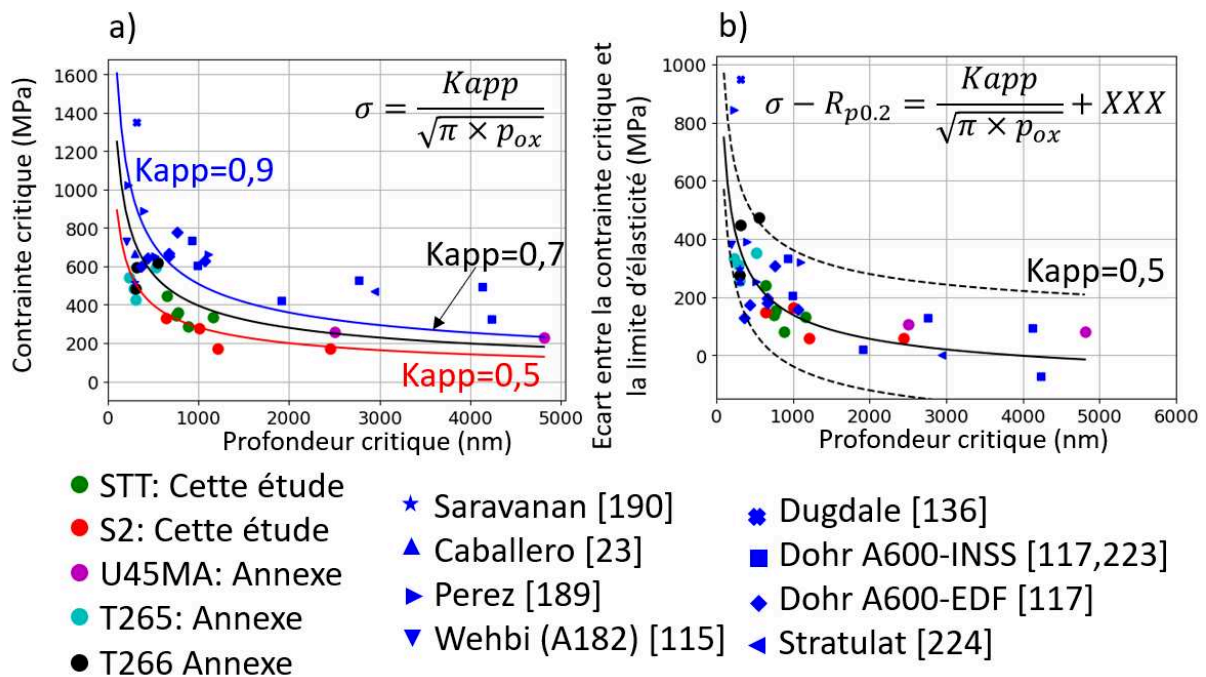 a)
Contrainte critique (MPa)
1600
1400
1200
1000
800
600
400
200
0
σ = Kapp / √(π × p_ox)
Kapp=0,9
Kapp=0,7
Kapp=0,5
0 1000 2000 3000 4000 5000
Profondeur critique (nm)
b)
Ecart entre la contrainte critique et
la limite d'élasticité (MPa)
1000
800
600
400
200
0
σ − R_p0.2 = Kapp / √(π × p_ox) + XXX
Kapp=0,5
0 1000 2000 3000 4000 5000 6000
Profondeur critique (nm)
STT: Cette étude
S2: Cette étude
U45MA: Annexe
T265: Annexe
T266 Annexe
Saravanan [190]
Caballero [23]
Perez [189]
Wehbi (A182) [115]
Dugdale [136]
Dohr A600-INSS [117,223]
Dohr A600-EDF [117]
Stratulat [224]